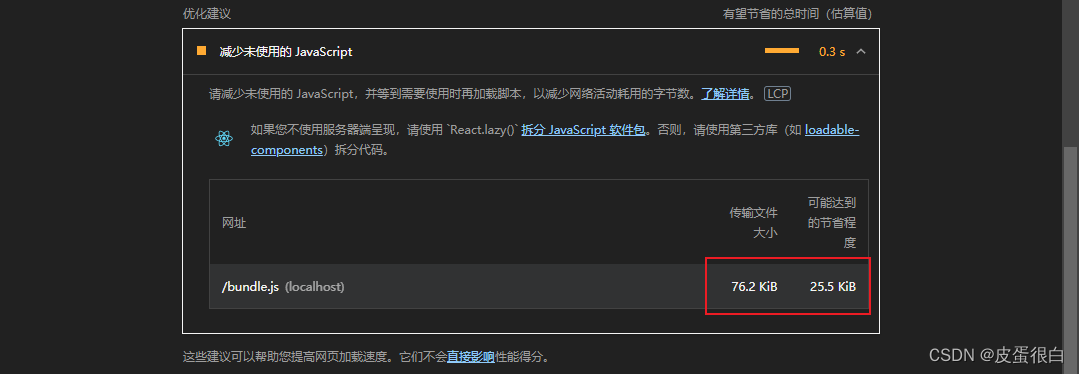 优化建议 有望节省的总时间（估算值）
减少未使用的 JavaScript 0.3 s
请减少未使用的 JavaScript，并等到需要使用时再加载脚本，以减少网络活动耗用的字节数。了解详情。 LCP
如果您不使用服务器端呈现，请使用 `React.lazy()` 拆分 JavaScript 软件包。否则，请使用第三方库（如 loadable-
components）拆分代码。
网址 传输文件大小 可能达到的节省程度
/bundle.js (localhost) 76.2 KiB 25.5 KiB
这些建议可以帮助您提高网页加载速度。它们不会直接影响性能得分。
CSDN @皮蛋很白